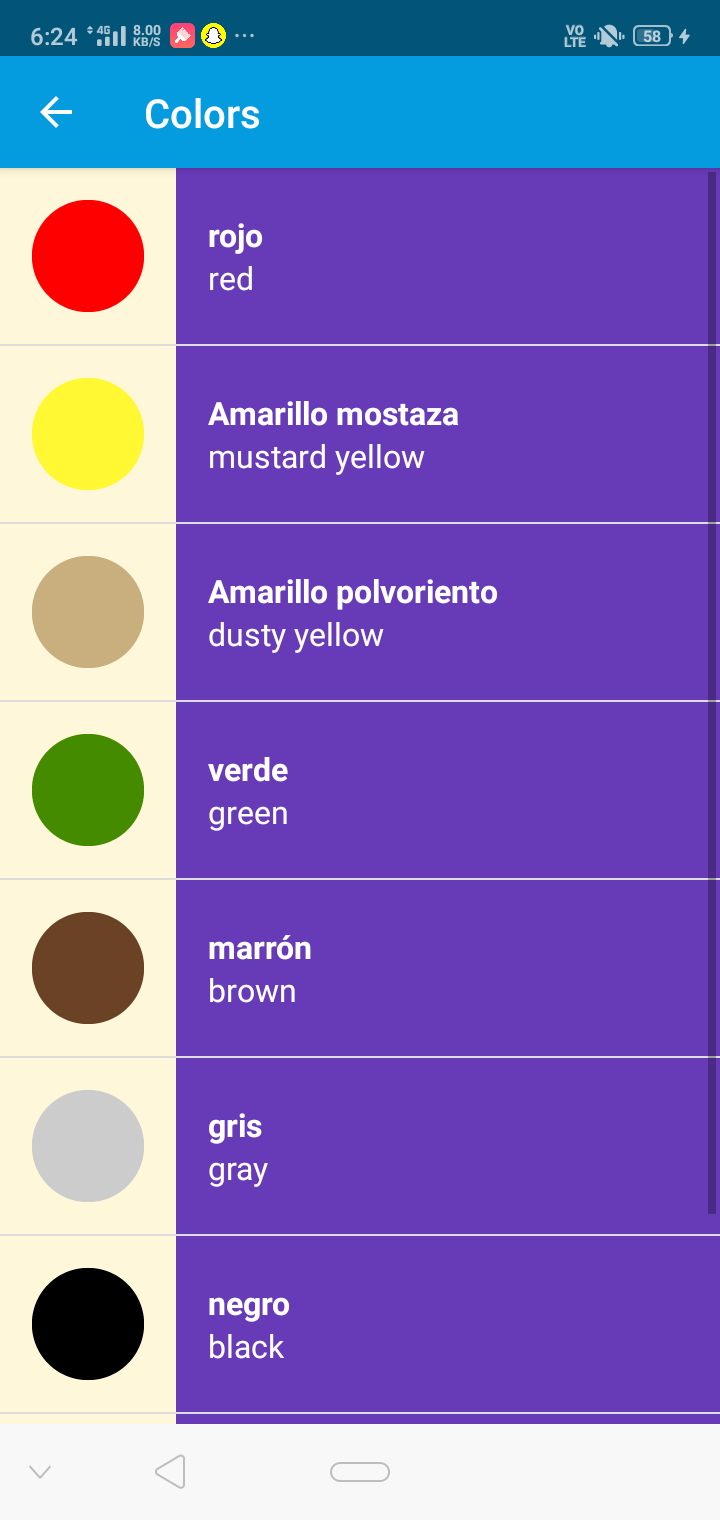 6:24 4G 8.00 KB/S VO LTE 58
Colors
rojo
red
Amarillo mostaza
mustard yellow
Amarillo polvoriento
dusty yellow
verde
green
marrón
brown
gris
gray
negro
black